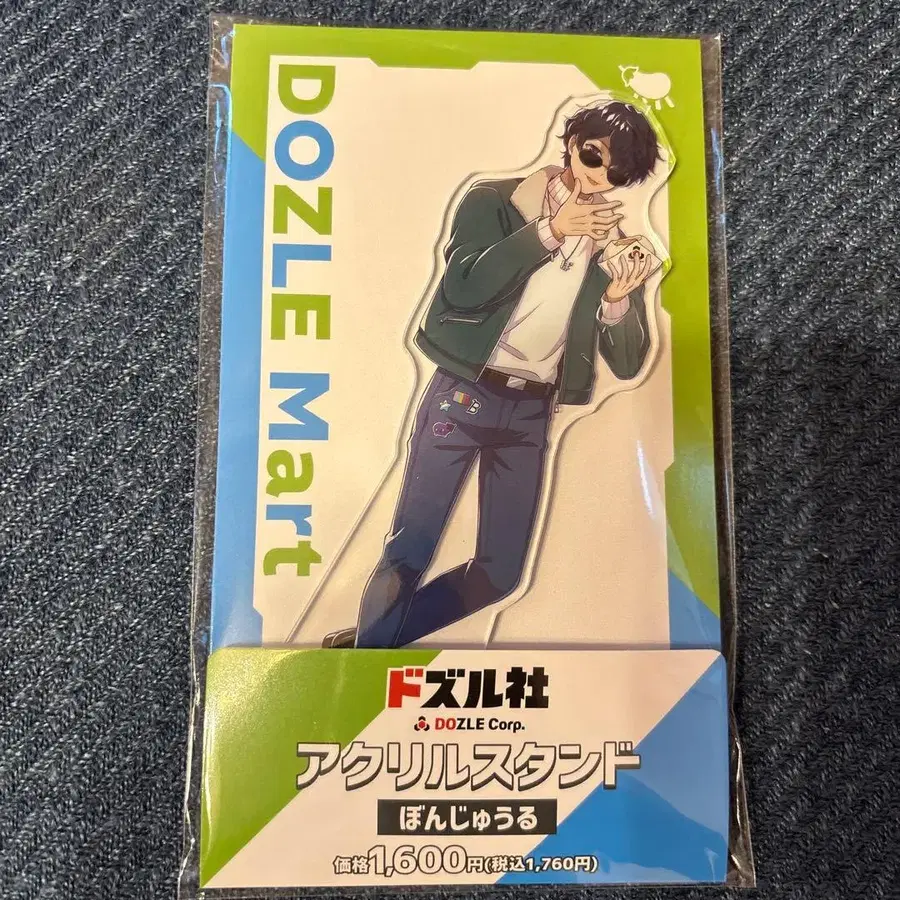 DOZLE Mart
B
ドズル社
DOZLE Corp.
アクリルスタンド
ぼんじゅうる
価格1,600円(税込1,760円)